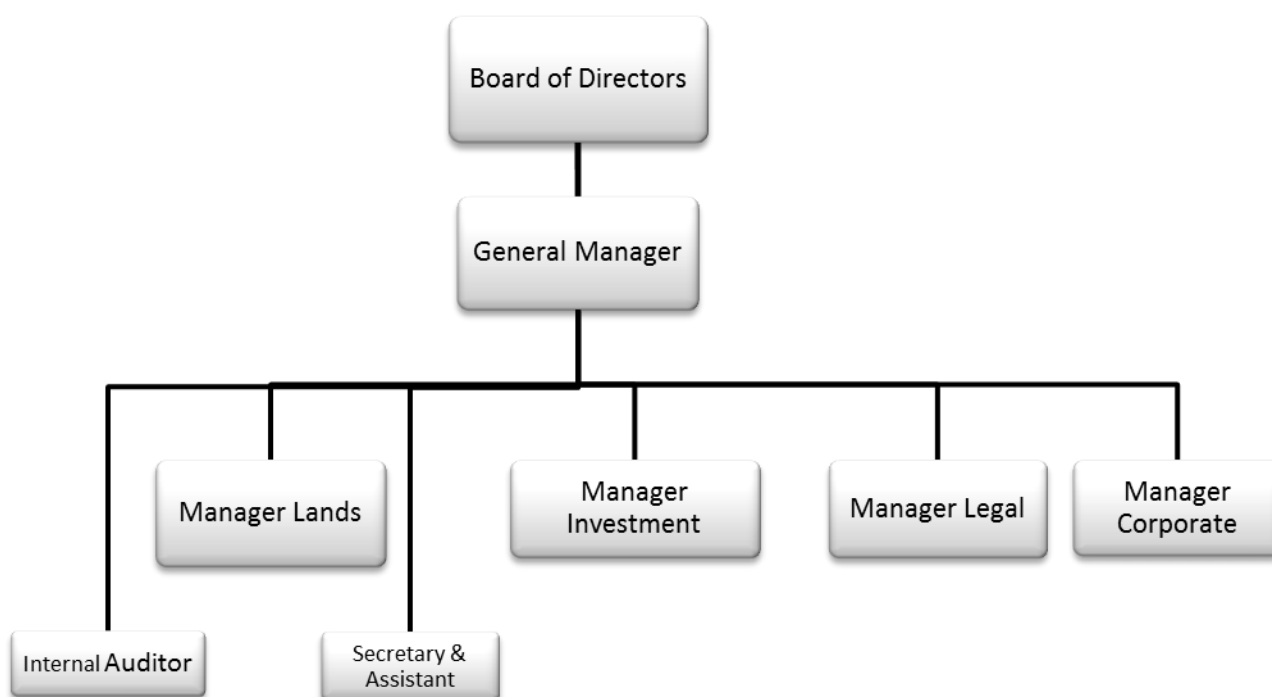 Board of Directors
General Manager
Manager Lands
Manager
Investment
Manager Legal
Manager
Corporate
Internal Auditor
Secretary &
Assistant